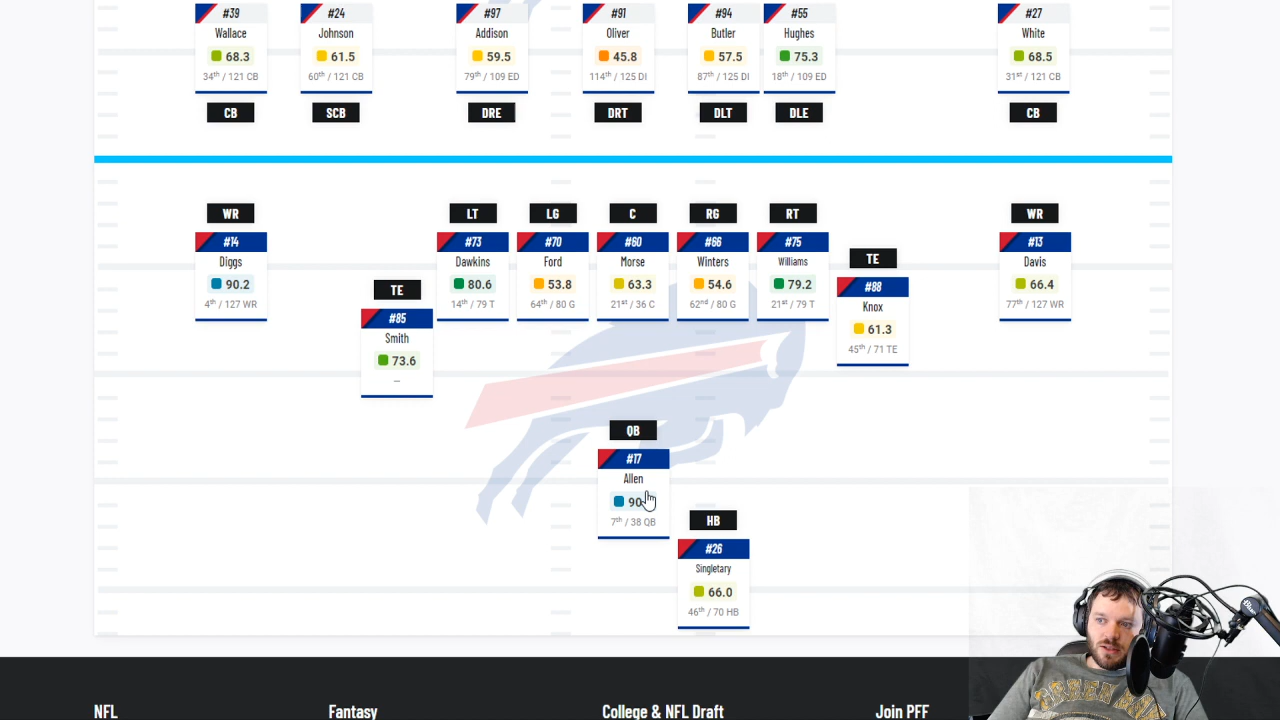 #39
Wallace
68.3
34th / 121 CB
CB
#24
Johnson
61.5
60th / 121 CB
SCB
#97
Addison
59.5
79th / 109 ED
DRE
#91
Oliver
45.8
114th / 125 DI
DRT
#94
Butler
57.5
87th / 125 DI
DLT
#55
Hughes
75.3
18th / 109 ED
DLE
#27
White
68.5
31st / 121 CB
CB
WR
#14
Diggs
90.2
4th / 127 WR
TE
#85
Smith
73.6
–
LT
#73
Dawkins
80.6
14th / 79 T
LG
#70
Ford
53.8
64th / 80 G
C
#60
Morse
63.3
21st / 36 C
RG
#66
Winters
54.6
62nd / 80 G
RT
#75
Williams
79.2
21st / 79 T
TE
#88
Knox
61.3
45th / 71 TE
WR
#13
Davis
66.4
77th / 127 WR
QB
#17
Allen
90
7th / 38 QB
HB
#26
Singletary
66.0
46th / 70 HB
NFL
Fantasy
College & NFL Draft
Join PFF